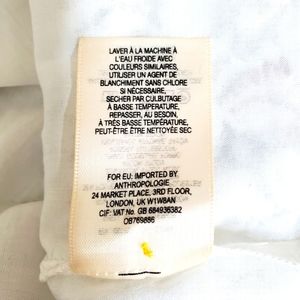 LAVER À LA MACHINE À
L'EAU FROIDE AVEC
COULEURS SIMILAIRES,
UTILISER UN AGENT DE
BLANCHIMENT SANS CHLORE
SI NÉCESSAIRE,
SECHER PAR CULBUTAGE
À BASSE TEMPÉRATURE,
REPASSER, AU BESOIN,
À TRÈS BASSE TEMPÉRATURE,
PEUT-ÊTRE ÊTRE NETTOYÉE SEC
FOR EU: IMPORTED BY
ANTHROPOLOGIE
24 MARKET PLACE, 3RD FLOOR,
LONDON, UK W1W8AN
CIF: VAT No: GB 684936382
OB769886